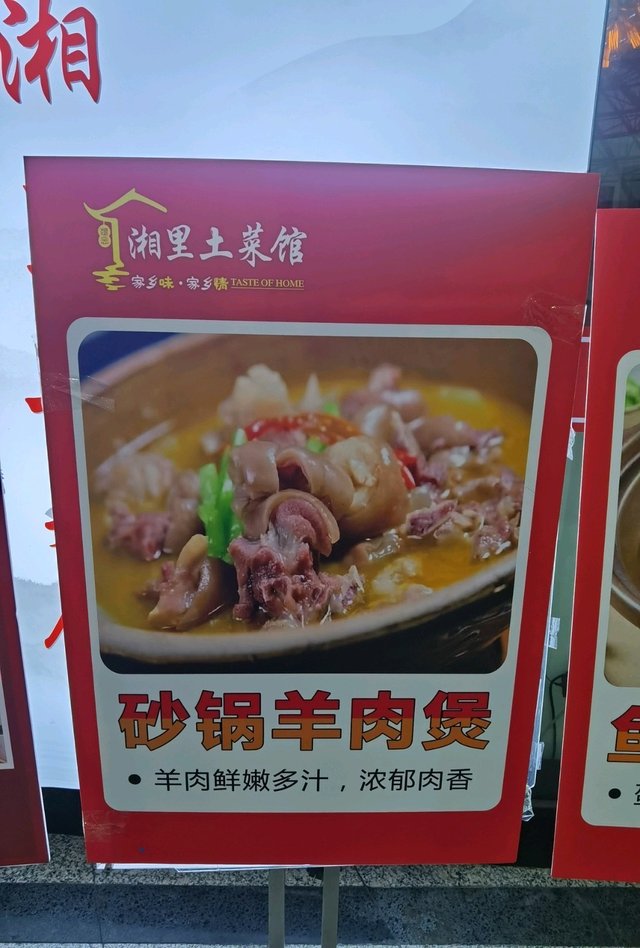 湘
湘里土菜馆
家乡味·家乡情 TASTE OF HOME
砂锅羊肉煲
• 羊肉鲜嫩多汁，浓郁肉香
鱼
•